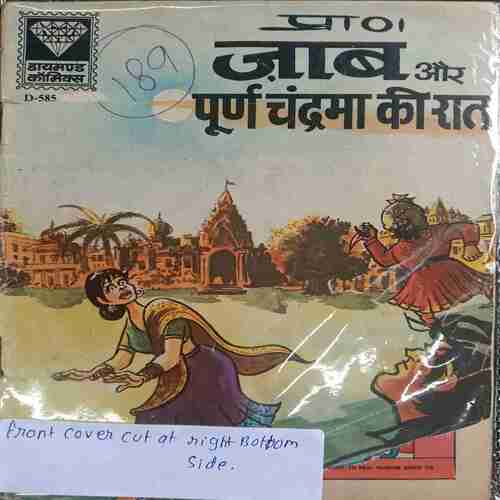 डायमण्ड
कॉमिक्स
D-585
189
प्राण
ज़ाब और
पूर्ण चंद्रमा की रात
front cover cut at right Bottom
side.